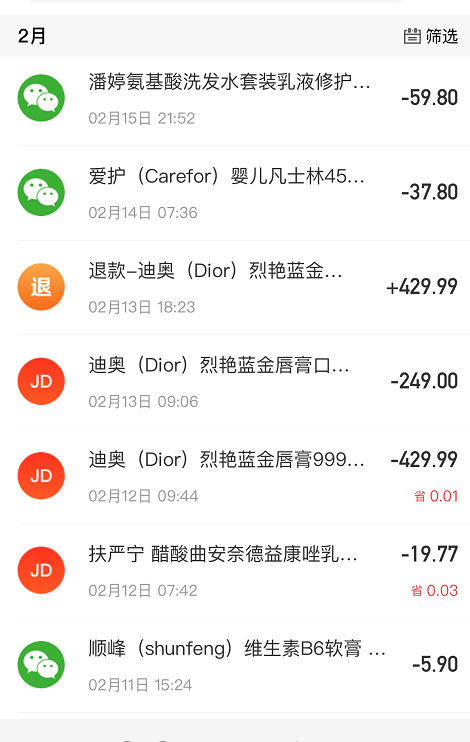 2月 筛选
潘婷氨基酸洗发水套装乳液修护... -59.80
02月15日 21:52
爱护（Carefor）婴儿凡士林45... -37.80
02月14日 07:36
退 退款-迪奥（Dior）烈艳蓝金... +429.99
02月13日 18:23
JD 迪奥（Dior）烈艳蓝金唇膏口... -249.00
02月13日 09:06
JD 迪奥（Dior）烈艳蓝金唇膏999... -429.99
02月12日 09:44 省 0.01
JD 扶严宁 醋酸曲安奈德益康唑乳... -19.77
02月12日 07:42 省 0.03
顺峰（shunfeng）维生素B6软膏 ... -5.90
02月11日 15:24